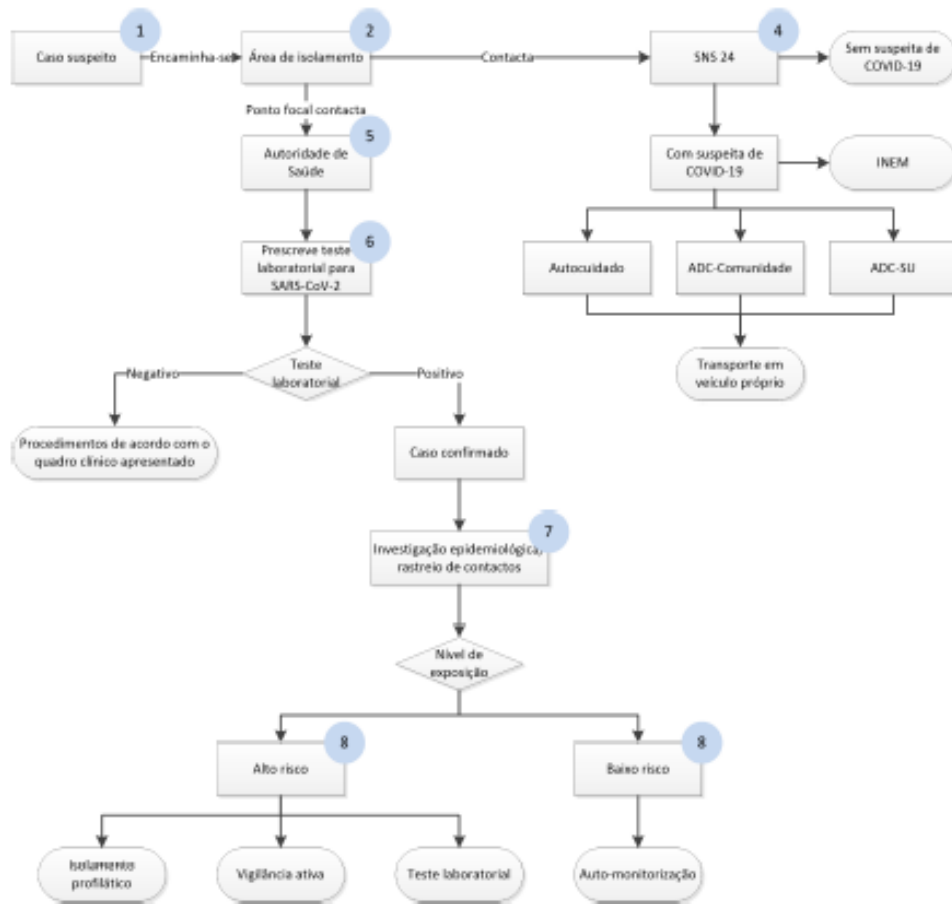 1
2
4
Caso suspeito
Encaminha-se
Área de isolamento
Contacta
SNS 24
Sem suspeita de
COVID-19
Ponto focal contacta
5
Autoridade de
Saúde
Com suspeita de
COVID-19
INEM
6
Prescreve teste
laboratorial para
SARS-CoV-2
Autocuidado
ADC-Comunidade
ADC-SU
Teste
laboratorial
Negativo
Positivo
Transporte em
veículo próprio
Procedimentos de acordo com o
quadro clínico apresentado
Caso confirmado
7
Investigação epidemiológica,
rastreio de contactos
Nível de
exposição
8
8
Alto risco
Baixo risco
Isolamento
profilático
Vigilância ativa
Teste laboratorial
Auto-monitorização